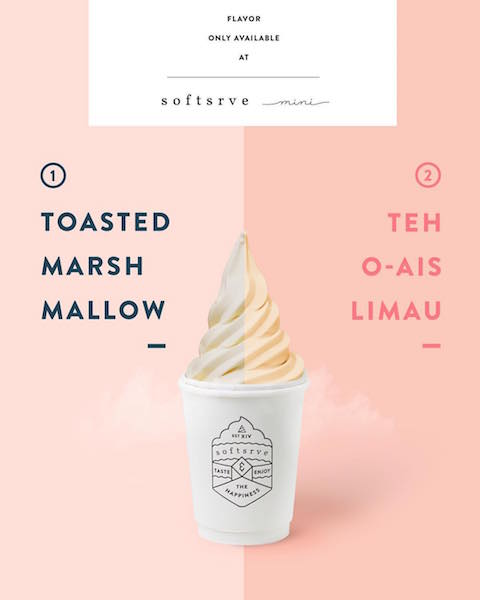 FLAVOR
ONLY AVAILABLE
AT
softsrve mini
1
TOASTED
MARSH
MALLOW
2
TEH
O-AIS
LIMAU
EST XIV
softsrve
TASTE & ENJOY
THE
HAPPINESS